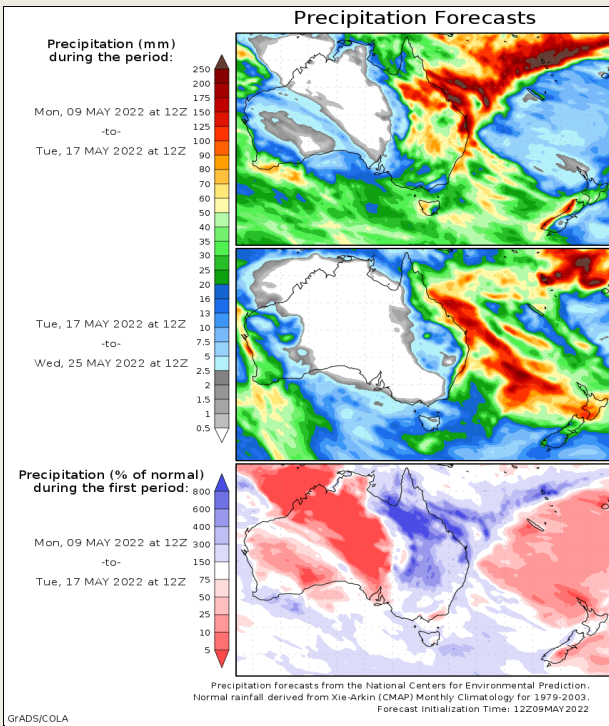 Precipitation Forecasts
Precipitation (mm)
during the period:
Mon, 09 MAY 2022 at 12Z
-to-
Tue, 17 MAY 2022 at 12Z
250
200
175
150
125
100
90
80
70
60
50
40
35
30
25
20
16
13
10
7.5
5
2.5
2
1.5
1
0.5
Tue, 17 MAY 2022 at 12Z
-to-
Wed, 25 MAY 2022 at 12Z
Precipitation (% of normal)
during the first period:
Mon, 09 MAY 2022 at 12Z
-to-
Tue, 17 MAY 2022 at 12Z
800
600
400
300
150
75
50
25
10
5
Precipitation forecasts from the National Centers for Environmental Prediction.
Normal rainfall derived from Xie-Arkin (CMAP) Monthly Climatology for 1979-2003.
Forecast Initialization Time: 12Z09MAY2022
GrADS/COLA